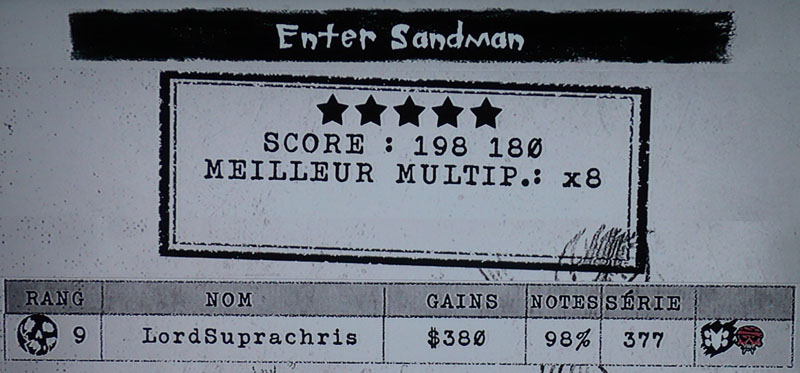 Enter Sandman
SCORE : 198 180
MEILLEUR MULTIP.: x8
RANG NOM GAINS NOTES SÉRIE
9 LordSuprachris $380 98% 377